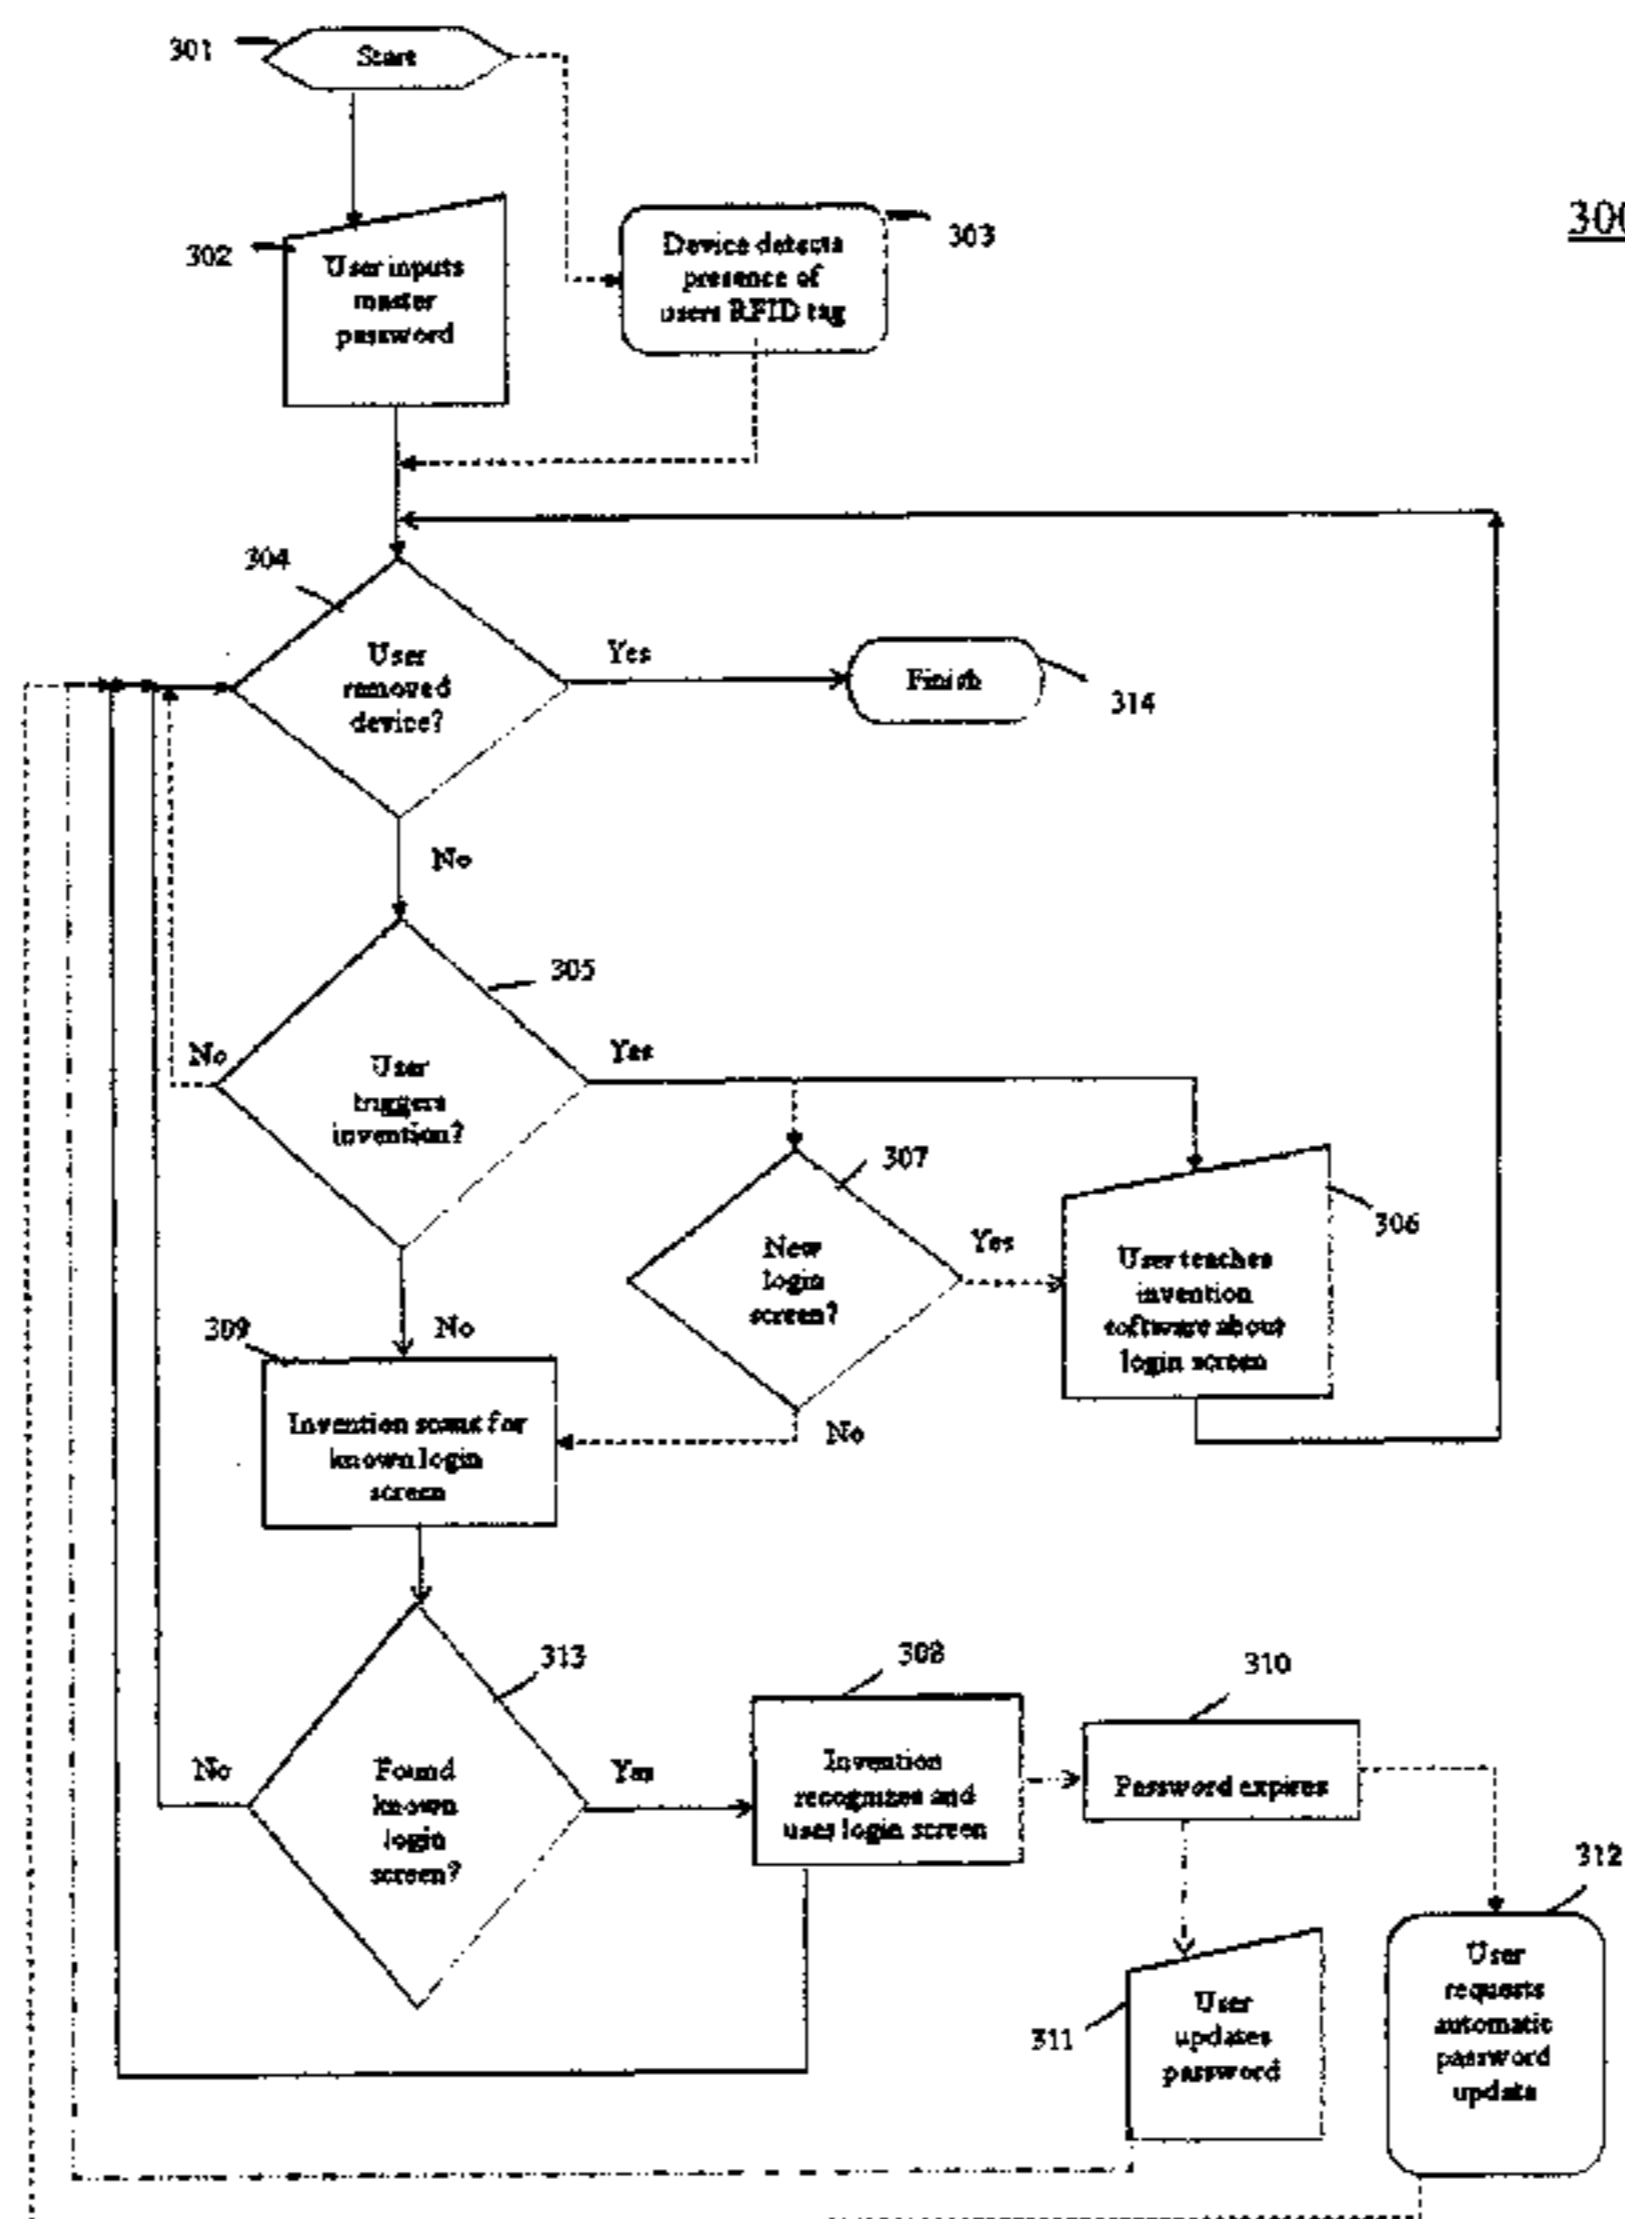 301
Start
300
302
User inputs
master
password
303
Device detects
presence of
users RFID tag
304
User
removed
device?
Yes
Finish
314
No
305
No
User
triggers
invention?
Yes
307
New
login
screen?
Yes
306
User teaches
invention
software about
login screen
No
309
Invention scans for
known login
screen
No
313
No
Found
known
login
screen?
Yes
308
Invention
recognizes and
uses login screen
310
Password expires
312
User
requests
automatic
password
update
311
User
updates
password